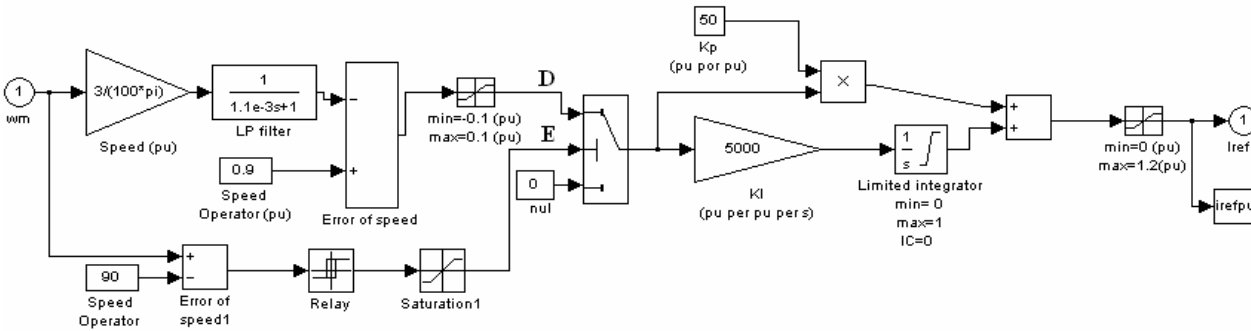 1
wm
3/(100*pi)
Speed (pu)
1
1.1e-3s+1
LP filter
0.9
Speed
Operator (pu)
−
+
Error of speed
min=-0.1 (pu)
max=0.1 (pu)
D
E
0
nul
50
Kp
(pu por pu)
×
5000
KI
(pu per pu per s)
1
s
Limited integrator
min= 0
max=1
IC=0
+
+
min=0 (pu)
max=1.2(pu)
1
Iref
irefpu
90
Speed
Operator
+
−
Error of
speed1
Relay
Saturation1